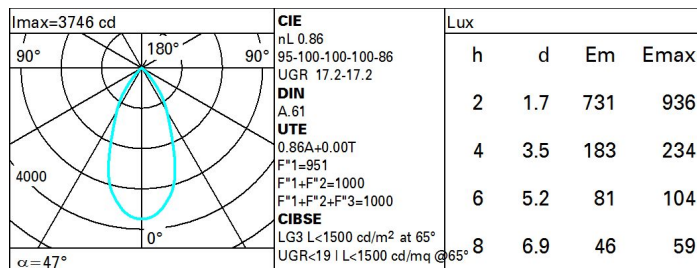 Imax=3746 cd
90°
180°
90°
4000
0°
α=47°
CIE
nL 0.86
95-100-100-100-86
UGR 17.2-17.2
DIN
A.61
UTE
0.86A+0.00T
F"1=951
F"1+F"2=1000
F"1+F"2+F"3=1000
CIBSE
LG3 L<1500 cd/m² at 65°
UGR<19 | L<1500 cd/mq @65°
Lux
h d Em Emax
2 1.7 731 936
4 3.5 183 234
6 5.2 81 104
8 6.9 46 59